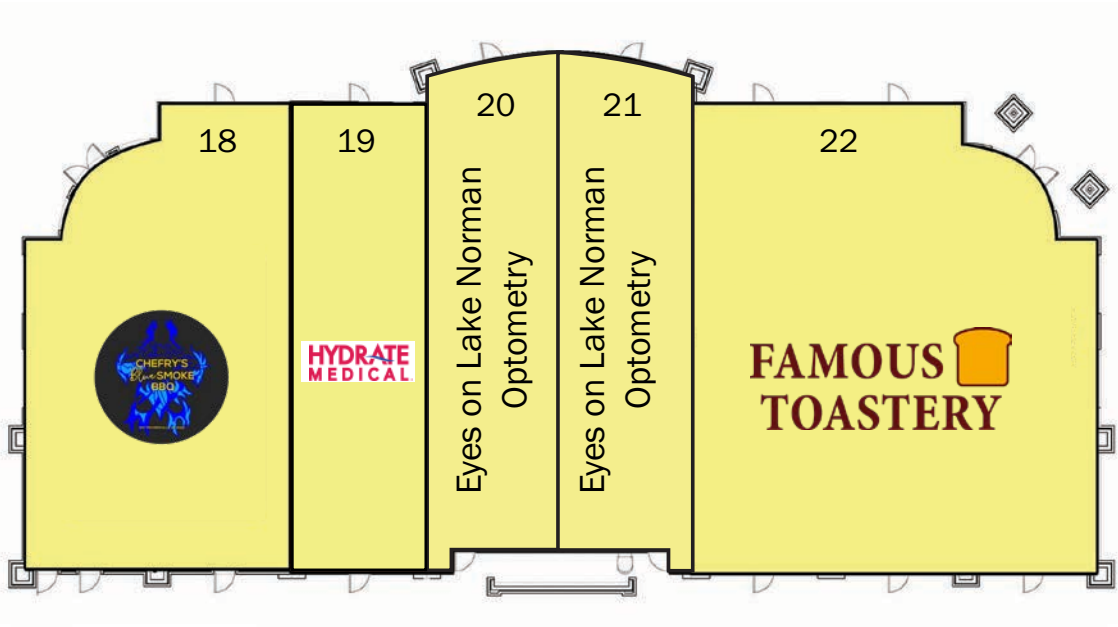 18
19
20
21
22
CHEFRY'S
Blue SMOKE
BBQ
HYDRATE
MEDICAL
Eyes on Lake Norman
Optometry
Eyes on Lake Norman
Optometry
FAMOUS
TOASTERY